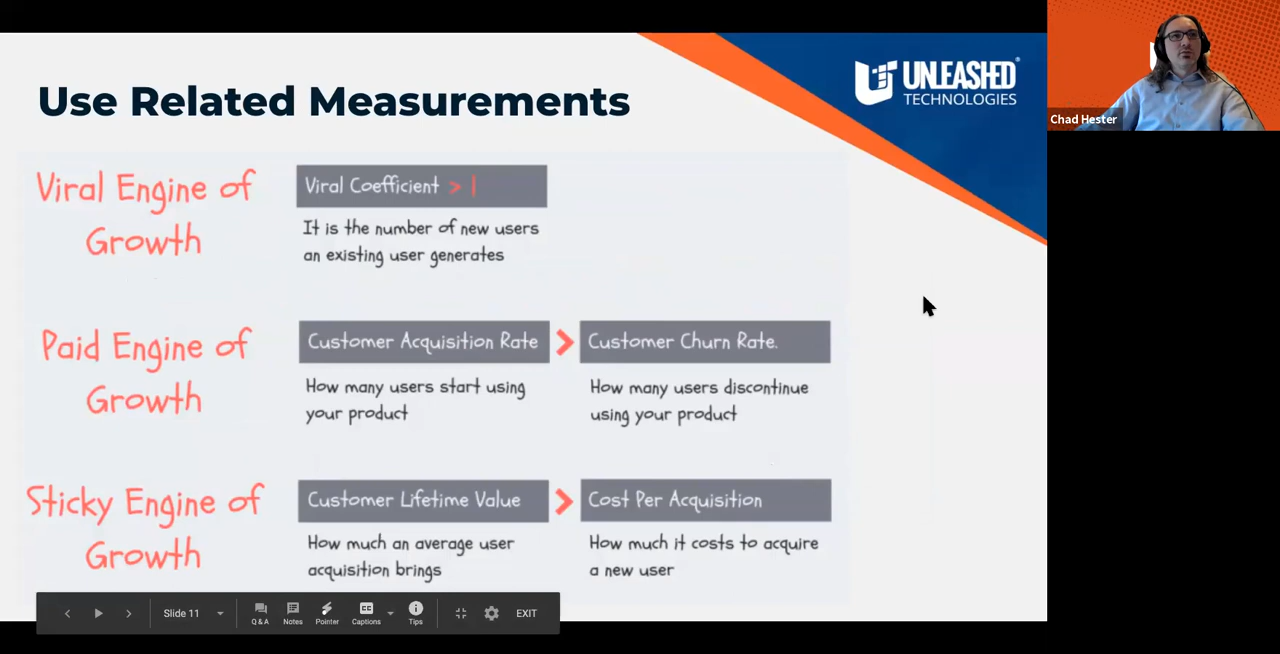 Use Related Measurements
UNLEASHED®
TECHNOLOGIES
Chad Hester
Viral Engine of
Growth
Viral Coefficient > |
It is the number of new users
an existing user generates
Paid Engine of
Growth
Customer Acquisition Rate > Customer Churn Rate.
How many users start using
your product
How many users discontinue
using your product
Sticky Engine of
Growth
Customer Lifetime Value > Cost Per Acquisition
How much an average user
acquisition brings
How much it costs to acquire
a new user
Slide 11
Q & A
Notes
Pointer
CC
Captions
Tips
EXIT